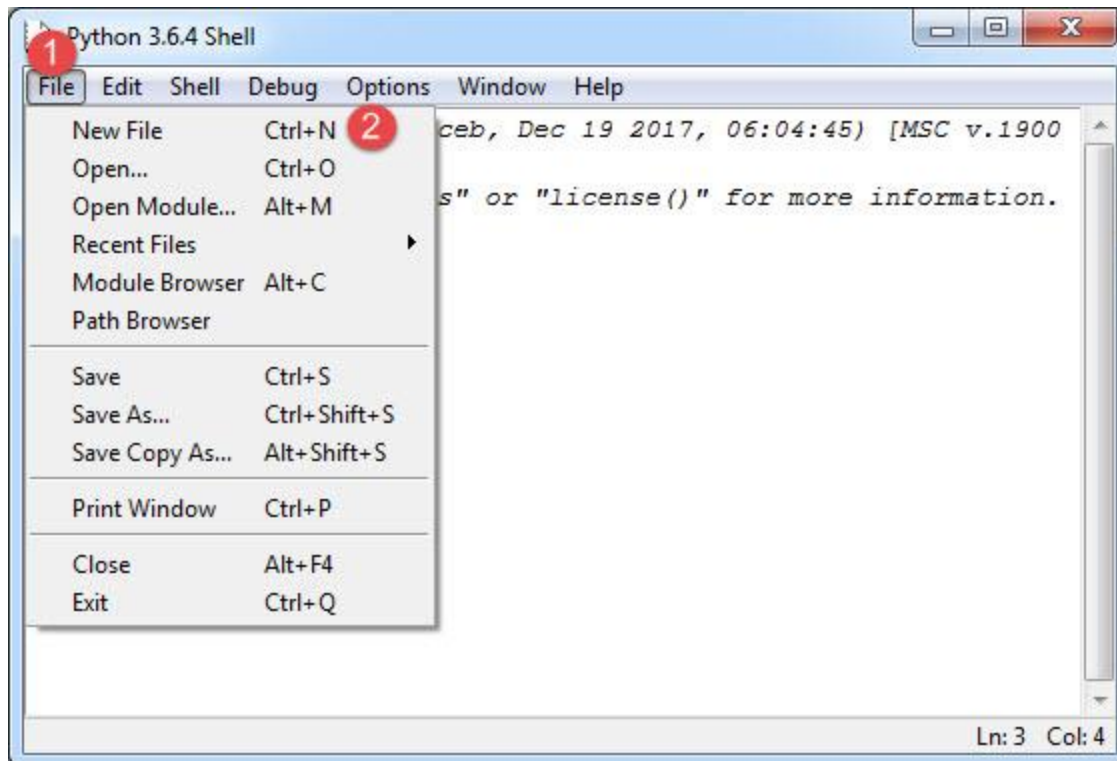 Python 3.6.4 Shell
1
File Edit Shell Debug Options Window Help
New File Ctrl+N 2 ceb, Dec 19 2017, 06:04:45) [MSC v.1900
Open... Ctrl+O
Open Module... Alt+M s" or "license()" for more information.
Recent Files
Module Browser Alt+C
Path Browser
Save Ctrl+S
Save As... Ctrl+Shift+S
Save Copy As... Alt+Shift+S
Print Window Ctrl+P
Close Alt+F4
Exit Ctrl+Q
Ln: 3 Col: 4